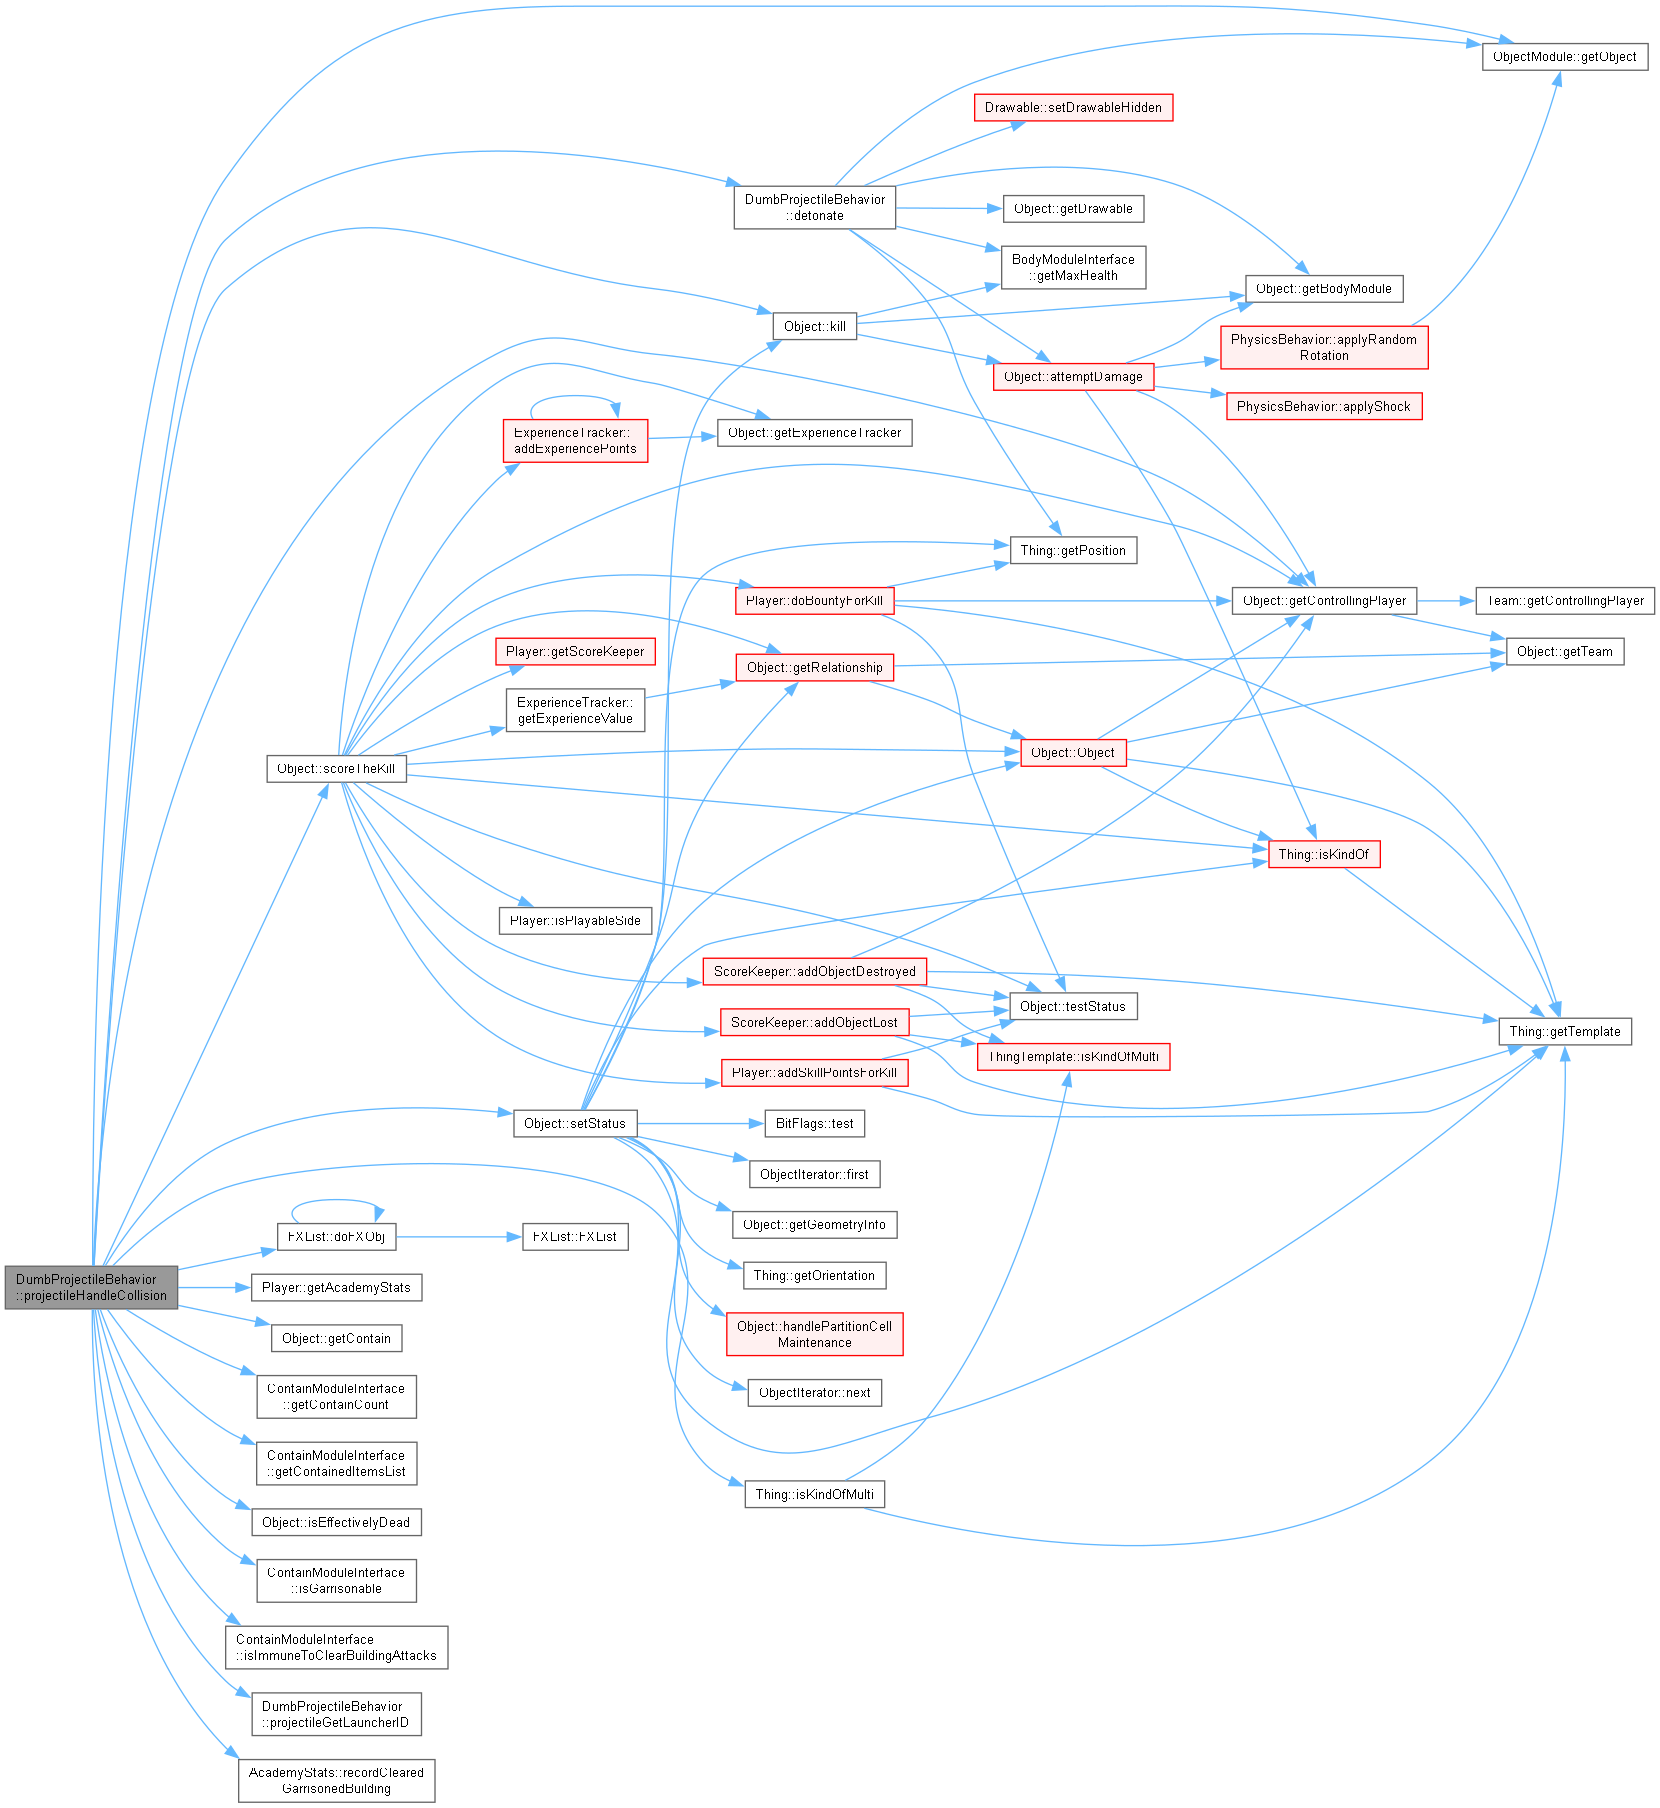 ObjectModule::getObject
Drawable::setDrawableHidden
DumbProjectileBehavior
::detonate
Object::getDrawable
BodyModuleInterface
::getMaxHealth
Object::getBodyModule
Object::kill
PhysicsBehavior::applyRandom
Rotation
Object::attemptDamage
PhysicsBehavior::applyShock
ExperienceTracker::
addExperiencePoints
Object::getExperienceTracker
Thing::getPosition
Player::doBountyForKill
Object::getControllingPlayer
Team::getControllingPlayer
Player::getScoreKeeper
Object::getRelationship
Object::getTeam
ExperienceTracker::
getExperienceValue
Object::scoreTheKill
Object::Object
Thing::isKindOf
Player::isPlayableSide
ScoreKeeper::addObjectDestroyed
Object::testStatus
ScoreKeeper::addObjectLost
Thing::getTemplate
ThingTemplate::isKindOfMulti
Player::addSkillPointsForKill
Object::setStatus
BitFlags::test
ObjectIterator::first
Object::getGeometryInfo
FXList::doFXObj
FXList::FXList
Thing::getOrientation
DumbProjectileBehavior
::projectileHandleCollision
Player::getAcademyStats
Object::handlePartitionCell
Maintenance
Object::getContain
ContainModuleInterface
::getContainCount
ObjectIterator::next
ContainModuleInterface
::getContainedItemsList
Thing::isKindOfMulti
Object::isEffectivelyDead
ContainModuleInterface
::isGarrisonable
ContainModuleInterface
::isImmuneToClearBuildingAttacks
DumbProjectileBehavior
::projectileGetLauncherID
AcademyStats::recordCleared
GarrisonedBuilding